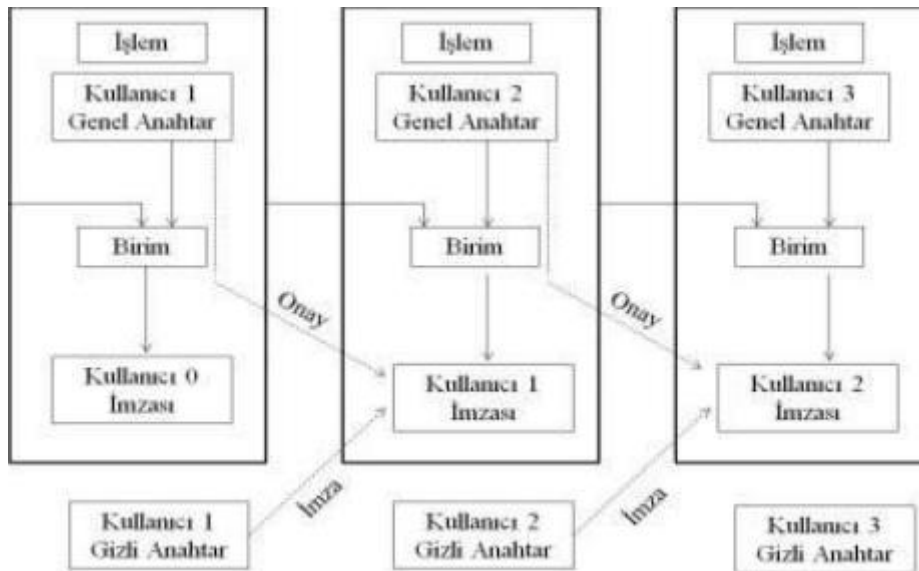 İşlem
Kullanıcı 1
Genel Anahtar
Birim
Kullanıcı 0
İmzası
İşlem
Kullanıcı 2
Genel Anahtar
Birim
Onay
Kullanıcı 1
İmzası
İşlem
Kullanıcı 3
Genel Anahtar
Birim
Onay
Kullanıcı 2
İmzası
Kullanıcı 1
Gizli Anahtar
İmza
Kullanıcı 2
Gizli Anahtar
İmza
Kullanıcı 3
Gizli Anahtar